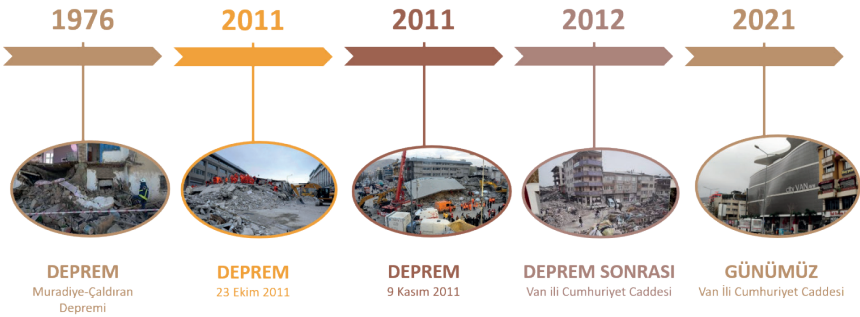 1976
2011
2011
2012
2021
DEPREM
Muradiye-Çaldıran
Depremi
DEPREM
23 Ekim 2011
DEPREM
9 Kasım 2011
DEPREM SONRASI
Van ili Cumhuriyet Caddesi
GÜNÜMÜZ
Van İli Cumhuriyet Caddesi